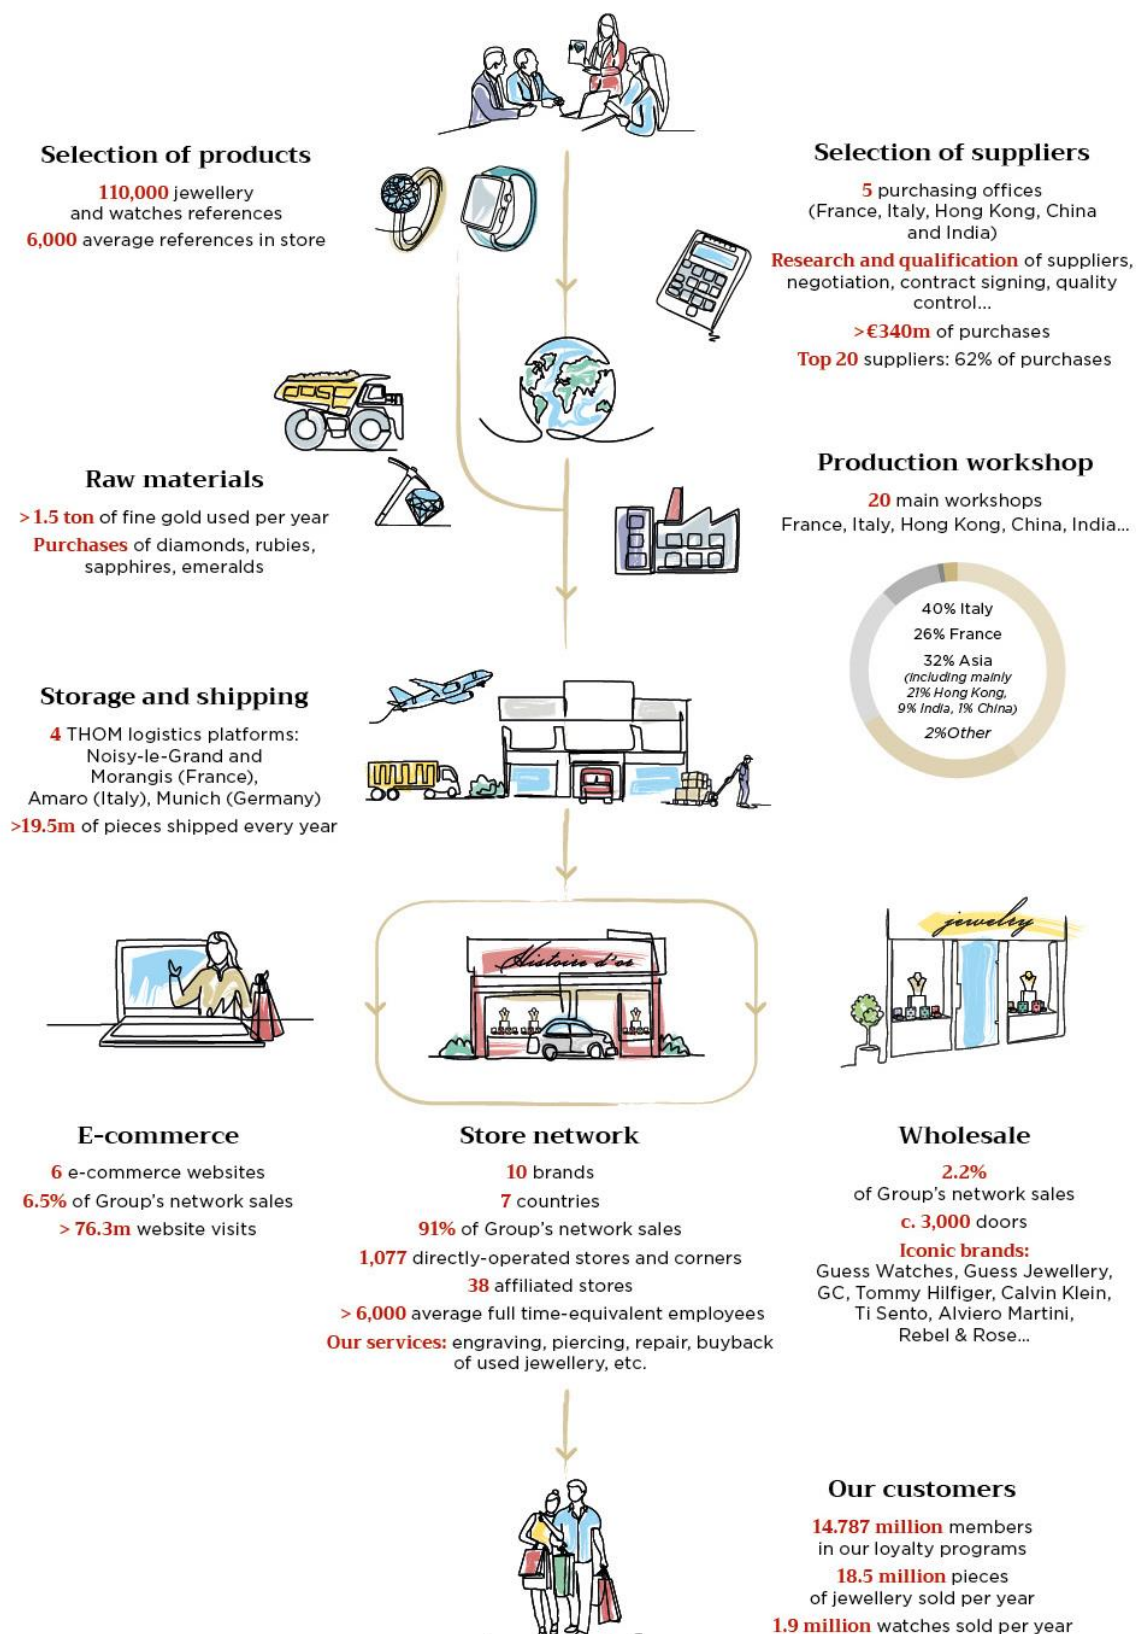 Selection of products
110,000 jewellery
and watches references
6,000 average references in store
Selection of suppliers
5 purchasing offices
(France, Italy, Hong Kong, China
and India)
Research and qualification of suppliers,
negotiation, contract signing, quality
control...
>€340m of purchases
Top 20 suppliers: 62% of purchases
Raw materials
>1.5 ton of fine gold used per year
Purchases of diamonds, rubies,
sapphires, emeralds
Production workshop
20 main workshops
France, Italy, Hong Kong, China, India...
40% Italy
26% France
32% Asia
(including mainly
21% Hong Kong,
9% India, 1% China)
2%Other
Storage and shipping
4 THOM logistics platforms:
Noisy-le-Grand and
Morangis (France),
Amaro (Italy), Munich (Germany)
>19.5m of pieces shipped every year
Histoire d'or
jewelry
E-commerce
6 e-commerce websites
6.5% of Group's network sales
> 76.3m website visits
Store network
10 brands
7 countries
91% of Group's network sales
1,077 directly-operated stores and corners
38 affiliated stores
> 6,000 average full time-equivalent employees
Our services: engraving, piercing, repair, buyback
of used jewellery, etc.
Wholesale
2.2%
of Group's network sales
c. 3,000 doors
Iconic brands:
Guess Watches, Guess Jewellery,
GC, Tommy Hilfiger, Calvin Klein,
Ti Sento, Alviero Martini,
Rebel & Rose...
Our customers
14.787 million members
in our loyalty programs
18.5 million pieces
of jewellery sold per year
1.9 million watches sold per year